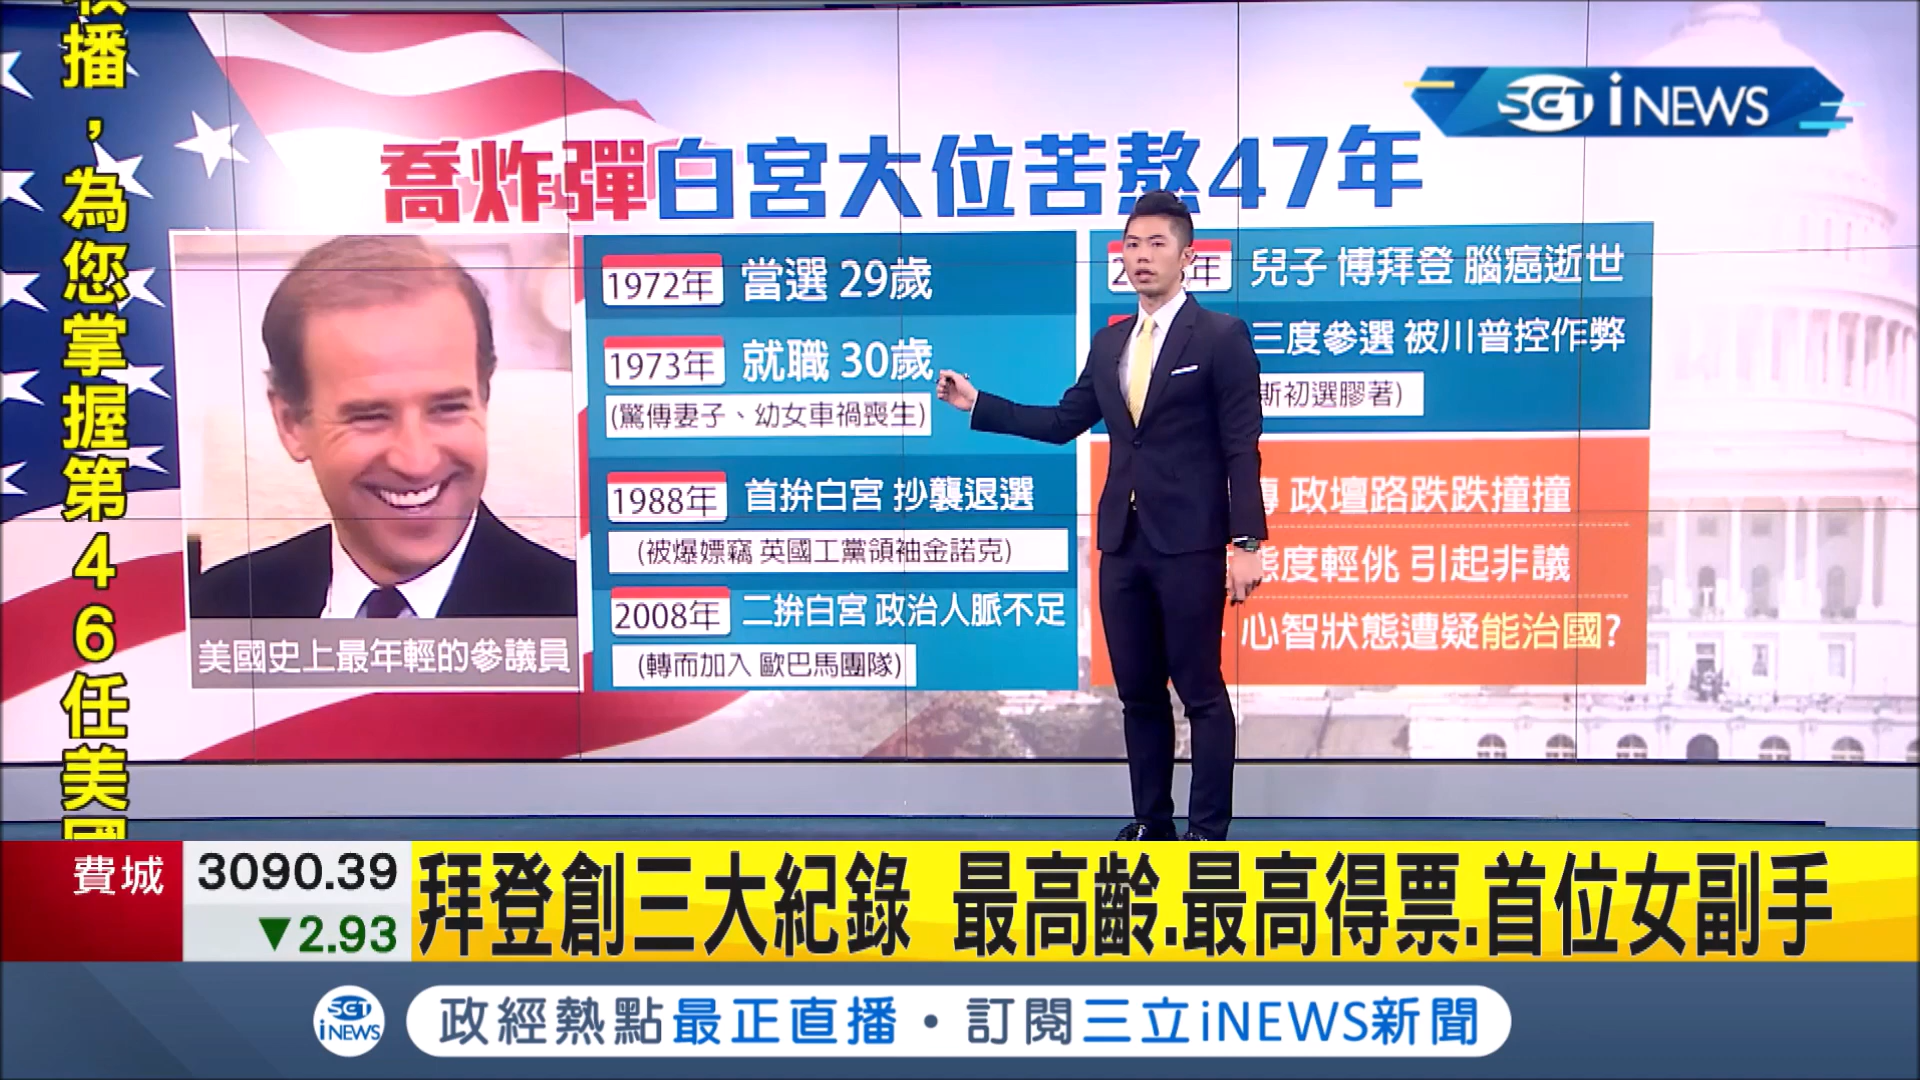 播，為您掌握第46任美
SET iNEWS
喬炸彈白宮大位苦熬47年
1972年 當選 29歲
1973年 就職 30歲
(驚傳妻子、幼女車禍喪生)
1988年 首拚白宮 抄襲退選
(被爆嫖竊 英國工黨領袖金諾克)
2008年 二拚白宮 政治人脈不足
(轉而加入 歐巴馬團隊)
美國史上最年輕的參議員
年 兒子 博拜登 腦癌逝世
三度參選 被川普控作弊
斯初選膠著)
政壇路跌跌撞撞
態度輕佻 引起非議
心智狀態遭疑能治國?
費城 3090.39
▼2.93
拜登創三大紀錄 最高齡.最高得票.首位女副手
SET iNEWS
政經熱點最正直播・訂閱三立iNEWS新聞